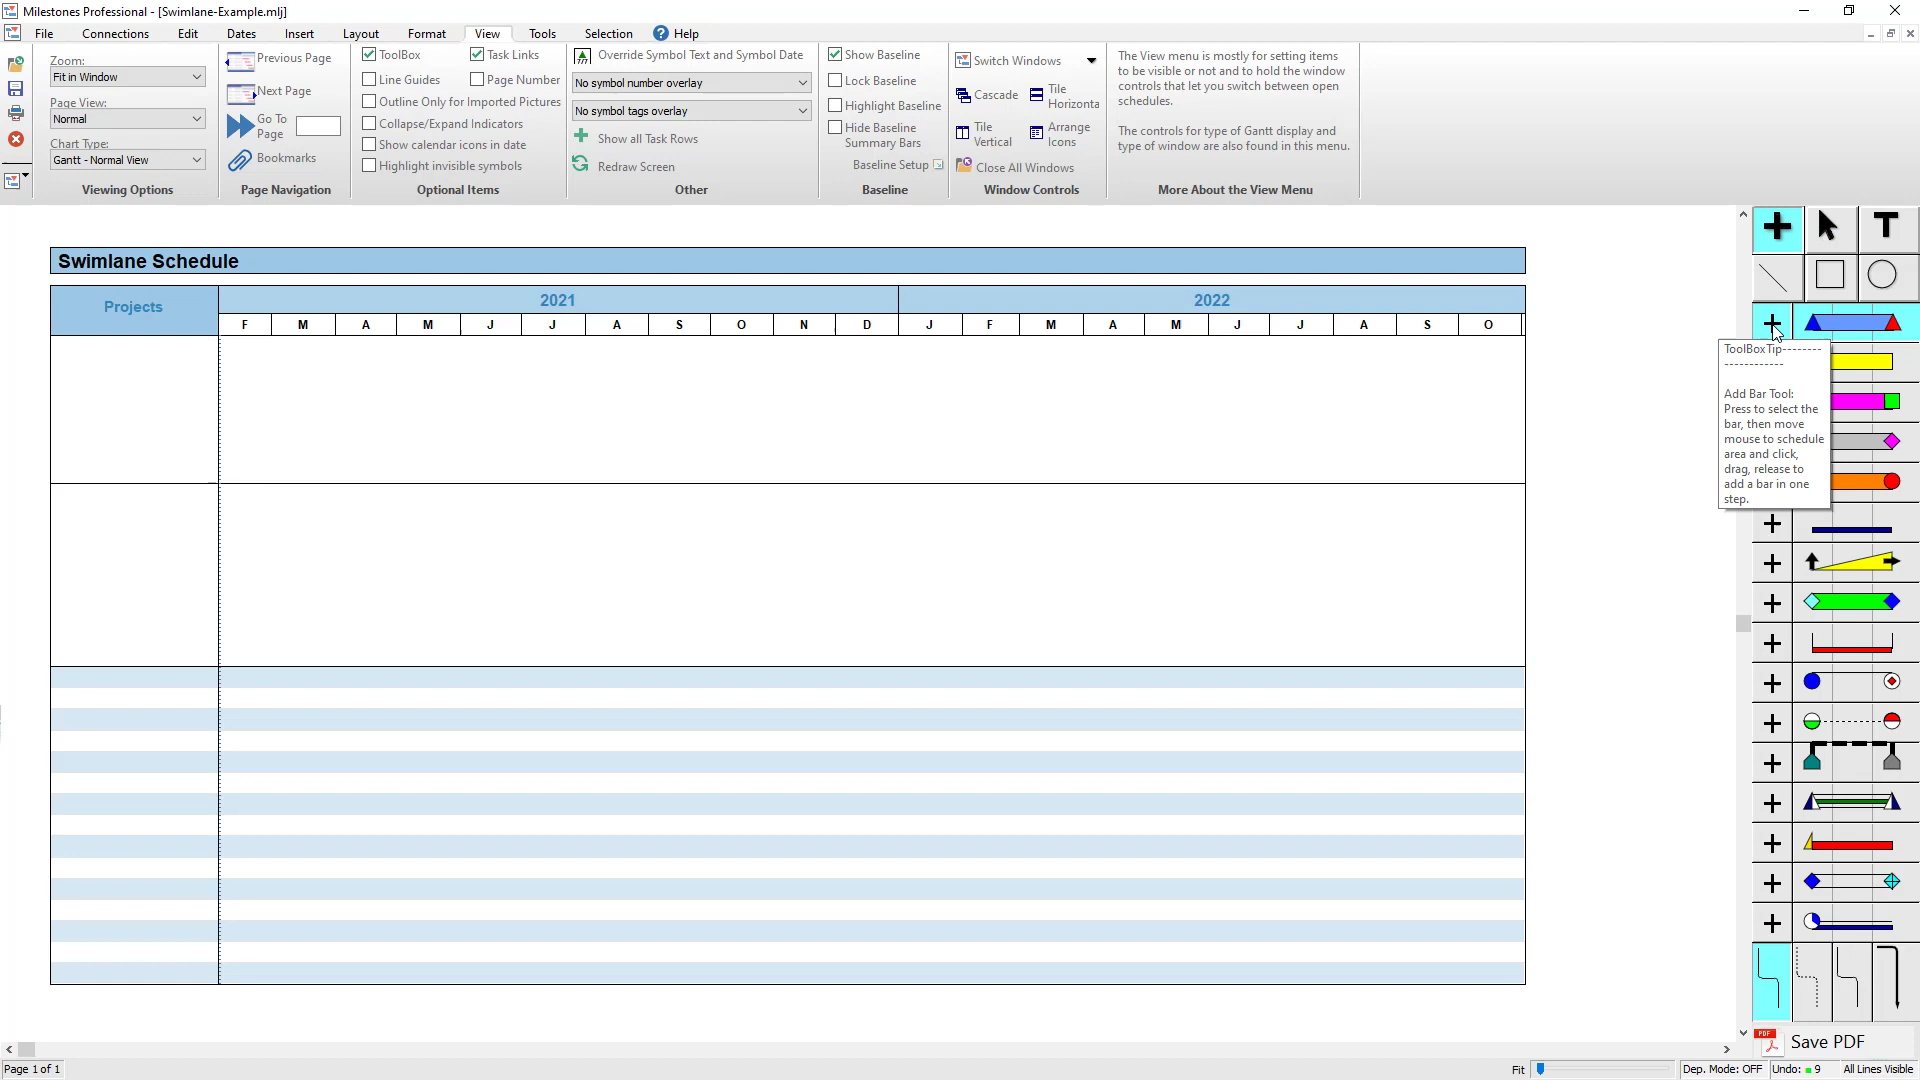 Milestones Professional - [Swimlane-Example.mlj]
File Connections Edit Dates Insert Layout Format View Tools Selection Help
Zoom:
Fit in Window
Page View:
Normal
Chart Type:
Gantt - Normal View
Viewing Options
Previous Page
Next Page
Go To
Page
Bookmarks
Page Navigation
ToolBox Task Links
Line Guides Page Number
Outline Only for Imported Pictures
Collapse/Expand Indicators
Show calendar icons in date
Highlight invisible symbols
Optional Items
Override Symbol Text and Symbol Date
No symbol number overlay
No symbol tags overlay
Show all Task Rows
Redraw Screen
Other
Show Baseline
Lock Baseline
Highlight Baseline
Hide Baseline
Summary Bars
Baseline Setup
Baseline
Switch Windows
Cascade
Tile
Horizonta
Tile
Vertical
Arrange
Icons
Close All Windows
Window Controls
The View menu is mostly for setting items
to be visible or not and to hold the window
controls that let you switch between open
schedules.
The controls for type of Gantt display and
type of window are also found in this menu.
More About the View Menu
Swimlane Schedule
Projects
2021 2022
F M A M J J A S O N D J F M A M J J A S O
T
ToolBoxTip--------
------------
Add Bar Tool:
Press to select the
bar, then move
mouse to schedule
area and click,
drag, release to
add a bar in one
step.
PDF
Save PDF
Page 1 of 1
Fit
Dep. Mode: OFF
Undo: 9
All Lines Visible